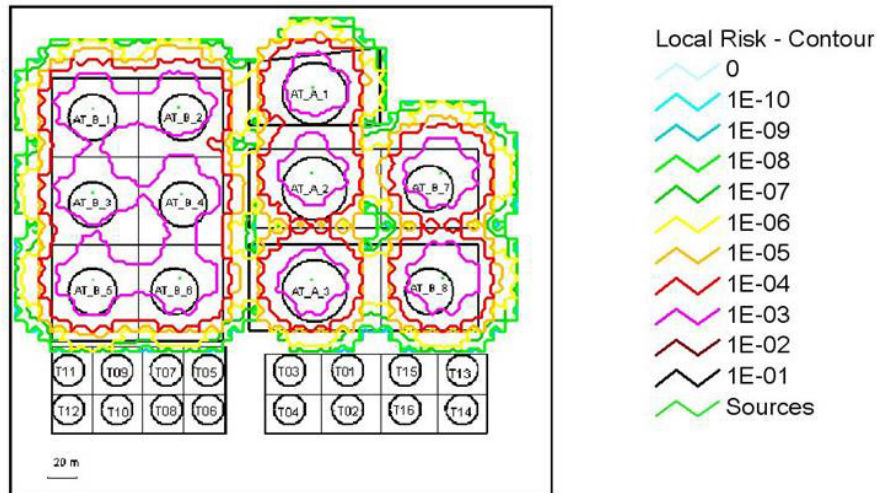 Local Risk - Contour
0
1E-10
1E-09
1E-08
1E-07
1E-06
1E-05
1E-04
1E-03
1E-02
1E-01
Sources
AT_A_1
AT_B_1 AT_B_2
AT_A_2 AT_B_7
AT_B_3 AT_B_4
AT_B_5 AT_B_6 AT_A_3 AT_B_8
T11 T09 T07 T05 T03 T01 T15 T13
T12 T10 T08 T06 T04 T02 T16 T14
20 m